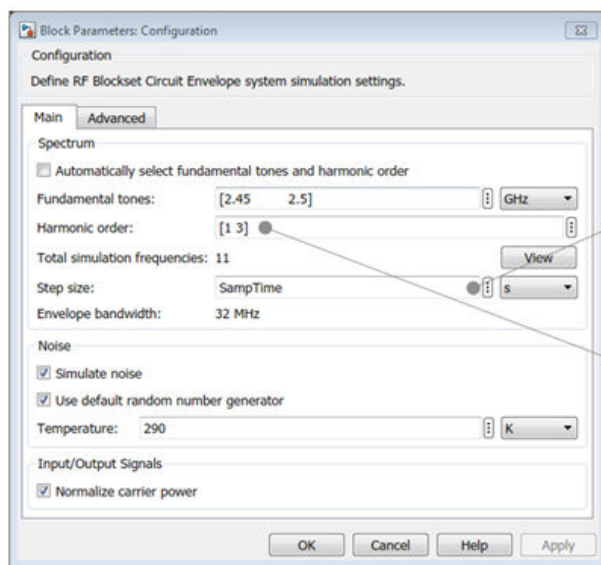 Block Parameters: Configuration
Configuration
Define RF Blockset Circuit Envelope system simulation settings.
Main Advanced
Spectrum
Automatically select fundamental tones and harmonic order
Fundamental tones: [2.45 2.5] GHz
Harmonic order: [1 3]
Total simulation frequencies: 11 View
Step size: SampTime s
Envelope bandwidth: 32 MHz
Noise
Simulate noise
Use default random number generator
Temperature: 290 K
Input/Output Signals
Normalize carrier power
OK Cancel Help Apply